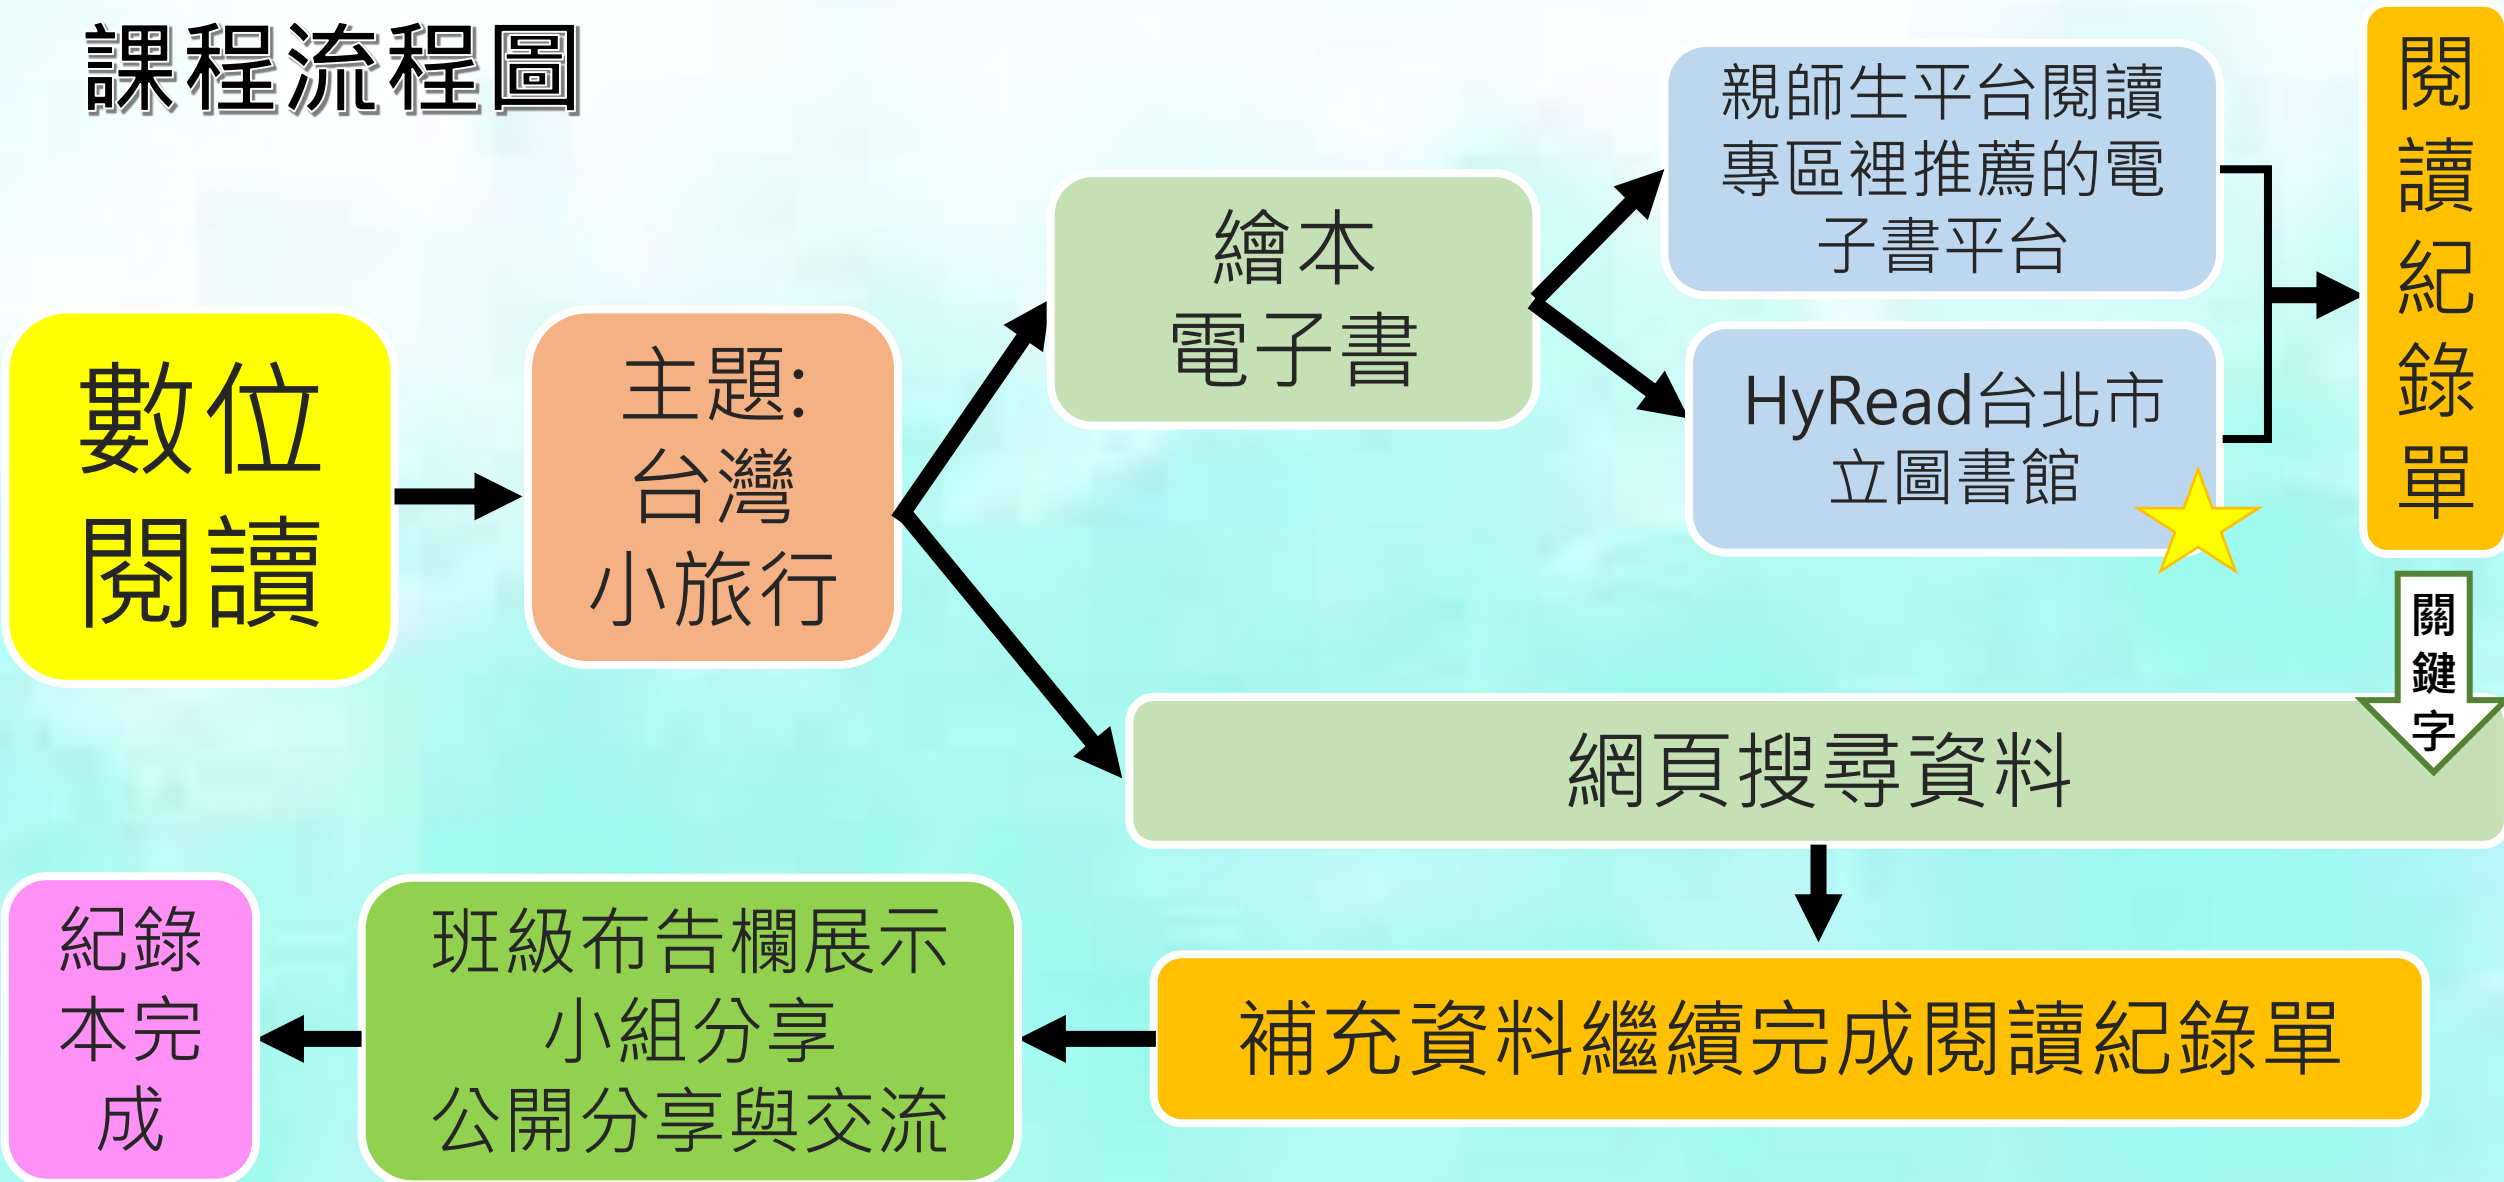 課程流程圖
數位
閱讀
主題:
台灣
小旅行
繪本
電子書
親師生平台閱讀
專區裡推薦的電
子書平台
HyRead台北市
立圖書館
閱
讀
紀
錄
單
關
鍵
字
網頁搜尋資料
補充資料繼續完成閱讀紀錄單
班級布告欄展示
小組分享
公開分享與交流
紀錄
本完
成